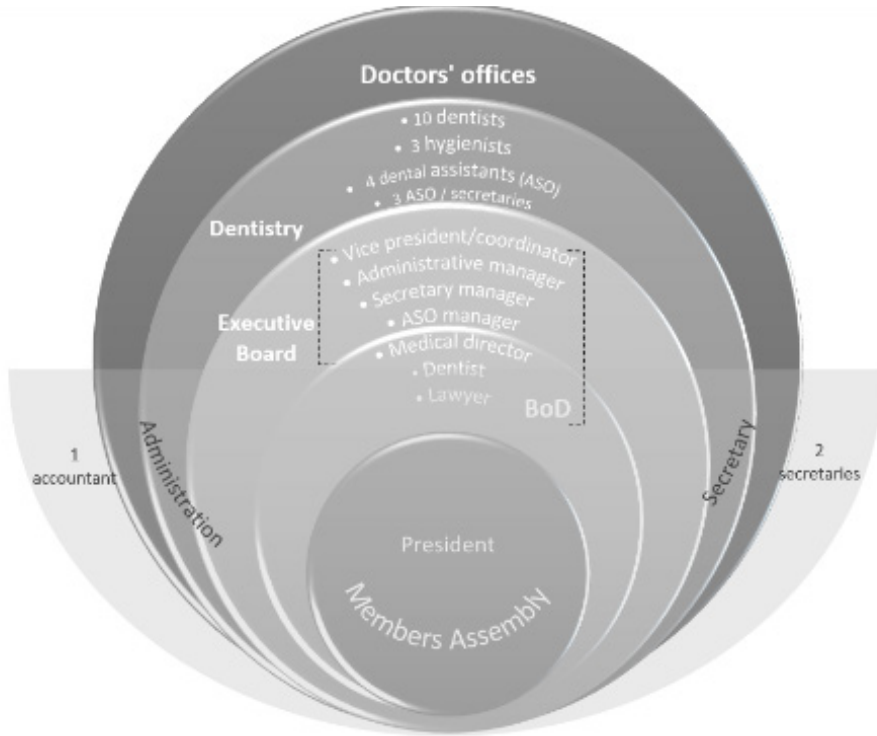 Doctors' offices
• 10 dentists
• 3 hygienists
• 4 dental assistants (ASO)
• 3 ASO / secretaries
Dentistry
• Vice president/coordinator
• Administrative manager
• Secretary manager
• ASO manager
Executive
Board
• Medical director
• Dentist
• Lawyer
BoD
Administration
Secretary
1
accountant
2
secretaries
President
Members Assembly